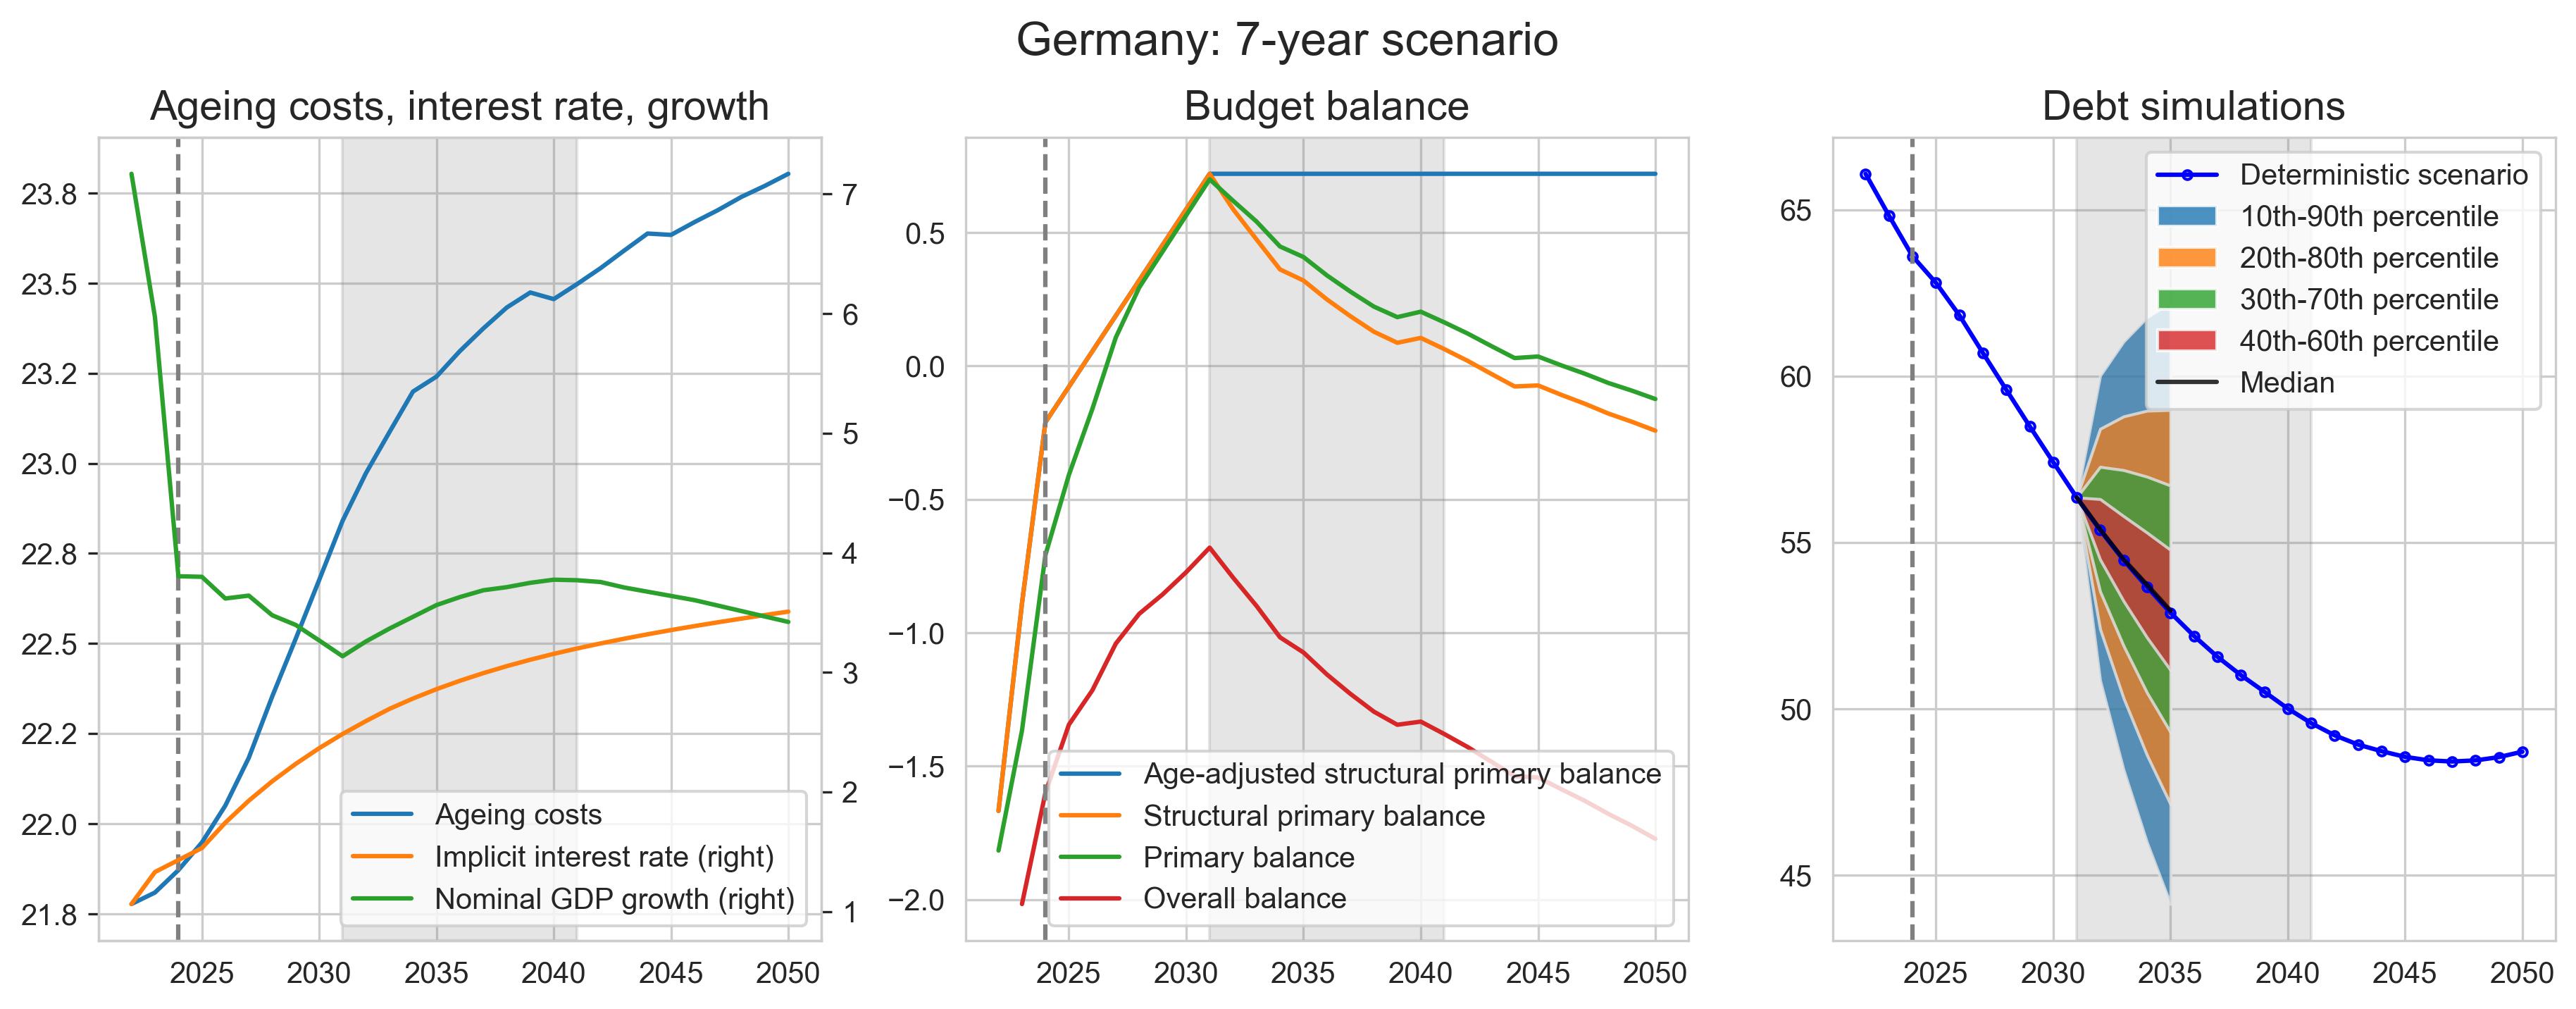 Germany: 7-year scenario
Ageing costs, interest rate, growth
23.8
23.5
23.2
23.0
22.8
22.5
22.2
22.0
21.8
7
6
5
4
3
2
1
Ageing costs
Implicit interest rate (right)
Nominal GDP growth (right)
2025 2030 2035 2040 2045 2050
Budget balance
0.5
0.0
−0.5
−1.0
−1.5
−2.0
Age-adjusted structural primary balance
Structural primary balance
Primary balance
Overall balance
2025 2030 2035 2040 2045 2050
Debt simulations
65
60
55
50
45
Deterministic scenario
10th-90th percentile
20th-80th percentile
30th-70th percentile
40th-60th percentile
Median
2025 2030 2035 2040 2045 2050